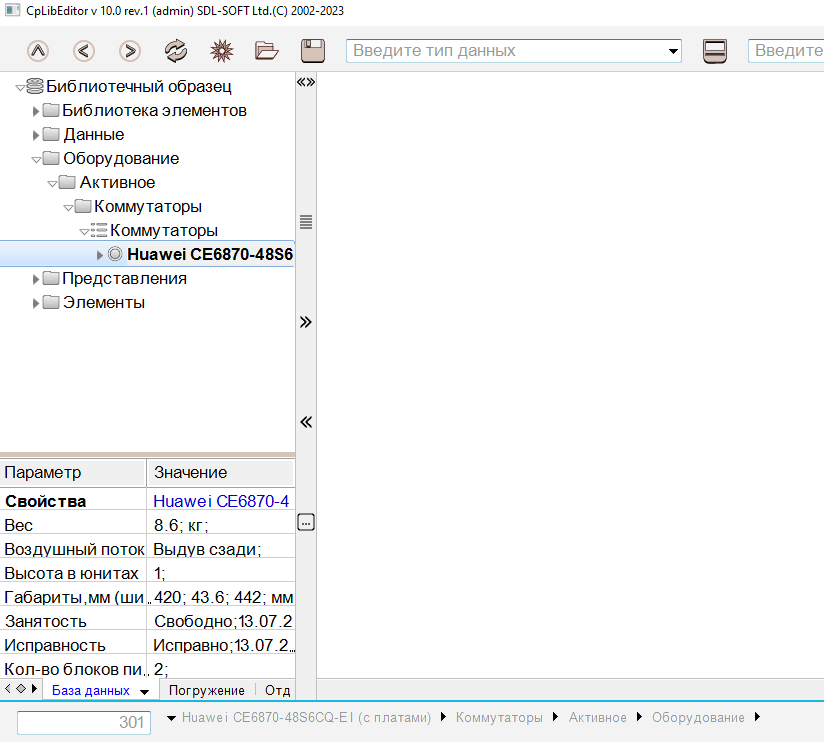 CpLibEditor v 10.0 rev.1 (admin) SDL-SOFT Ltd.(C) 2002-2023
Введите тип данных
Введите
Библиотечный образец
Библиотека элементов
Данные
Оборудование
Активное
Коммутаторы
Коммутаторы
Huawei CE6870-48S6
Представления
Элементы
Параметр Значение
Свойства Huawei CE6870-4
Вес 8.6; кг;
Воздушный поток Выдув сзади;
Высота в юнитах 1;
Габариты,мм (ши... 420; 43.6; 442; мм
Занятость Свободно;13.07.2
Исправность Исправно;13.07.2...
Кол-во блоков пи... 2;
База данных Погружение Отд
301 Huawei CE6870-48S6CQ-EI (с платами) Коммутаторы Активное Оборудование